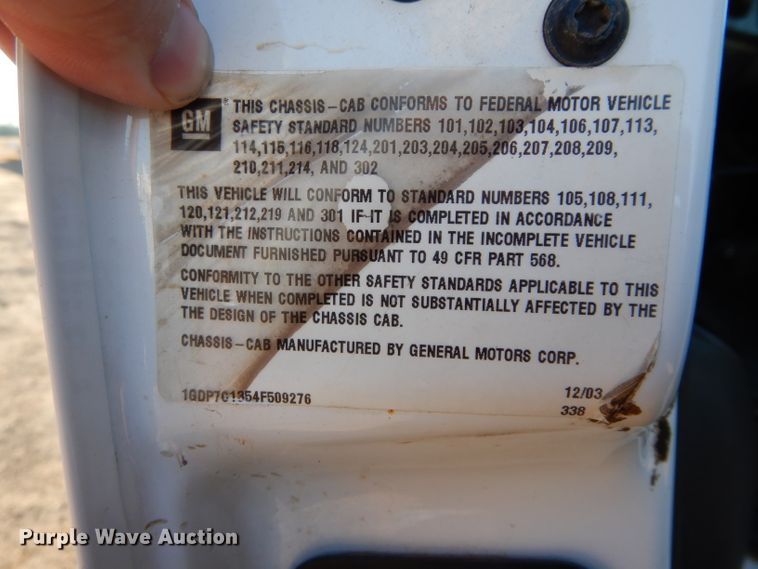 GM
* THIS CHASSIS-CAB CONFORMS TO FEDERAL MOTOR VEHICLE
SAFETY STANDARD NUMBERS 101,102,103,104,106,107,113,
114,115,116,118,124,201,203,204,205,206,207,208,209,
210,211,214, AND 302
THIS VEHICLE WILL CONFORM TO STANDARD NUMBERS 105,108,111,
120,121,212,219 AND 301 IF IT IS COMPLETED IN ACCORDANCE
WITH THE INSTRUCTIONS CONTAINED IN THE INCOMPLETE VEHICLE
DOCUMENT FURNISHED PURSUANT TO 49 CFR PART 568.
CONFORMITY TO THE OTHER SAFETY STANDARDS APPLICABLE TO THIS
VEHICLE WHEN COMPLETED IS NOT SUBSTANTIALLY AFFECTED BY THE
THE DESIGN OF THE CHASSIS CAB.
CHASSIS-CAB MANUFACTURED BY GENERAL MOTORS CORP.
1GDP7C1354F509276 12/03
338
Purple Wave Auction